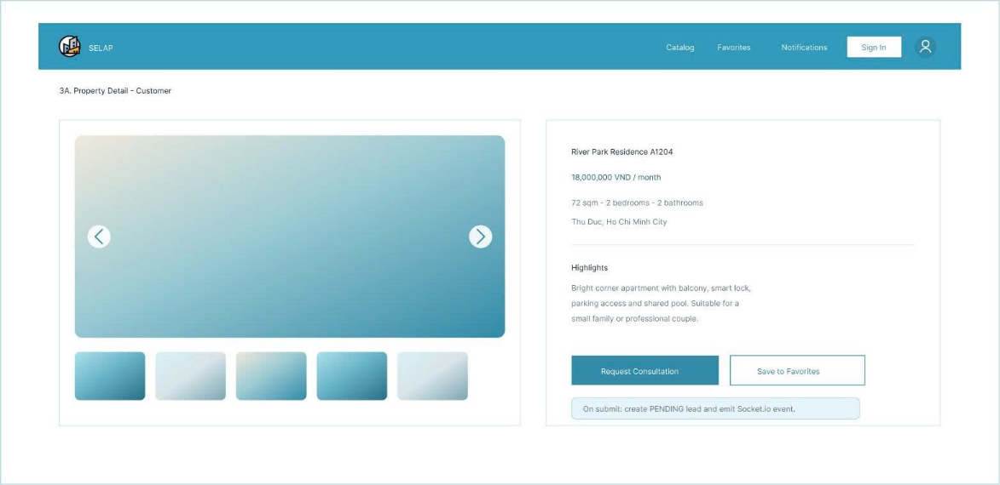 SELAP
Catalog
Favorites
Notifications
Sign In
3A. Property Detail - Customer
River Park Residence A1204
18,000,000 VND / month
72 sqm - 2 bedrooms - 2 bathrooms
Thu Duc, Ho Chi Minh City
Highlights
Bright corner apartment with balcony, smart lock,
parking access and shared pool. Suitable for a
small family or professional couple.
Request Consultation
Save to Favorites
On submit: create PENDING lead and emit Socket.io event.